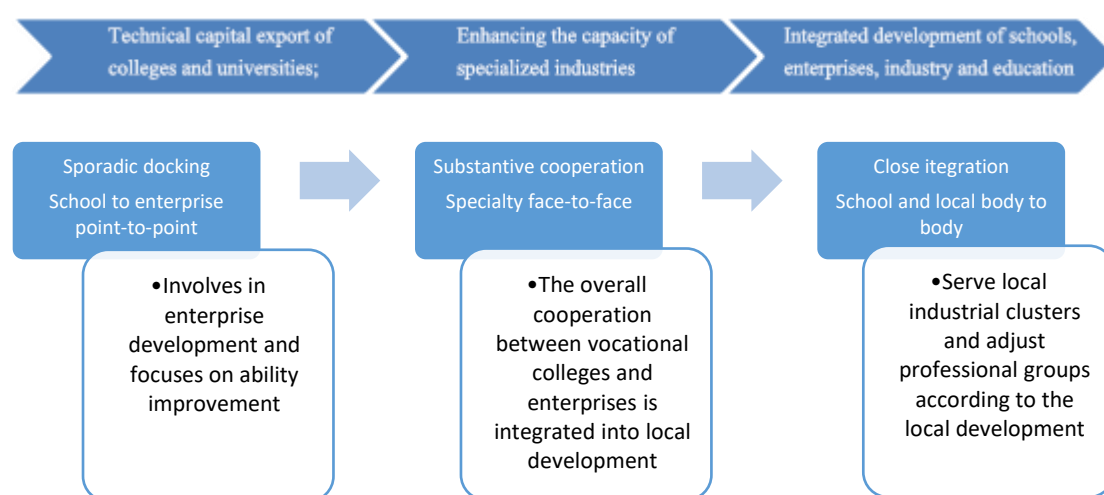 Technical capital export of
colleges and universities;
Enhancing the capacity of
specialized industries
Integrated development of schools,
enterprises, industry and education
Sporadic docking
School to enterprise
point-to-point
•Involves in
enterprise
development and
focuses on ability
improvement
Substantive cooperation
Specialty face-to-face
•The overall
cooperation
between vocational
colleges and
enterprises is
integrated into local
development
Close itegration
School and local body to
body
•Serve local
industrial clusters
and adjust
professional groups
according to the
local development